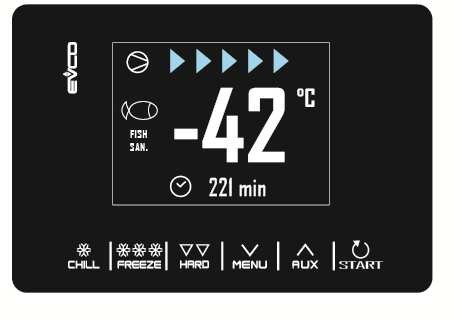 EVCO
-42 °C
FISH
SAN.
221 min
CHILL FREEZE HARD MENU AUX START